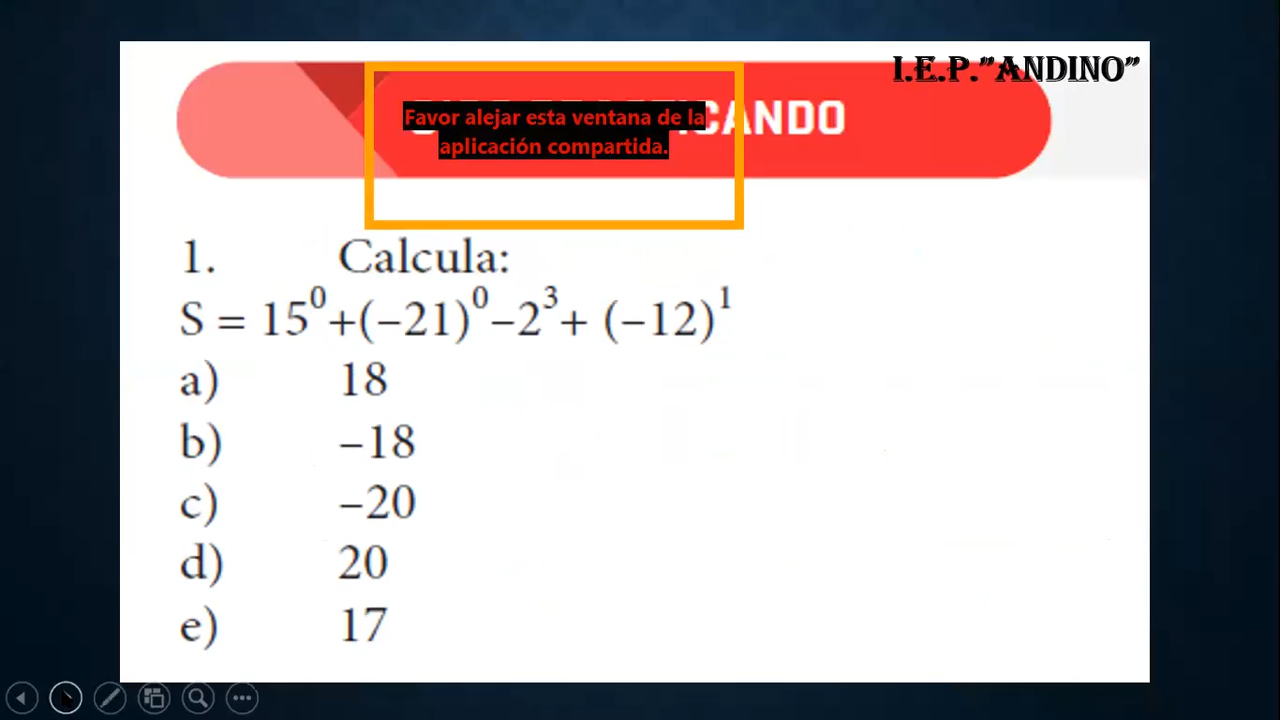 I.E.P."ANDINO"
Favor alejar esta ventana de la
aplicación compartida.
1. Calcula:
S = 15⁰+(–21)⁰–2³+ (–12)¹
a) 18
b) –18
c) –20
d) 20
e) 17